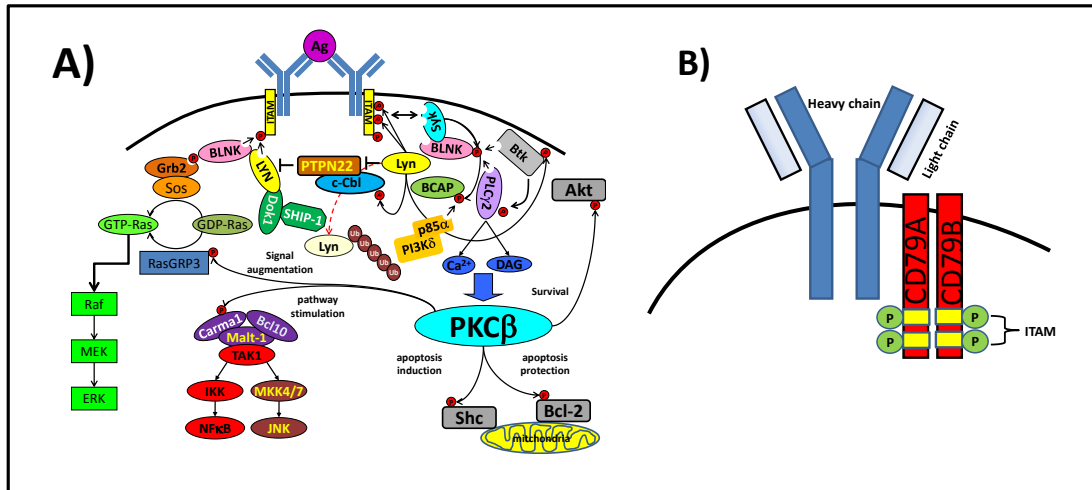 A)
Ag
ITAM
ITAM
P
P
P
P
Syk
BLNK
P
BLNK
P
Btk
P
Grb2
P
LYN
PTPN22
Lyn
Sos
c-Cbl
BCAP
PLCγ2
Akt
P
Dok1
SHIP-1
P
P
P
GTP-Ras
GDP-Ras
Lyn
Ub
Ub
Ub
Ub
p85α
PI3Kδ
RasGRP3
P
Signal
augmentation
Ca2+
DAG
Raf
pathway
stimulation
Survival
P
Carma1
Bcl10
Malt-1
PKCβ
MEK
TAK1
apoptosis
induction
apoptosis
protection
ERK
IKK
MKK4/7
P
P
Shc
Bcl-2
NFκB
JNK
mitchondria
B)
Heavy chain
Light chain
CD79A
CD79B
P
P
P
P
ITAM